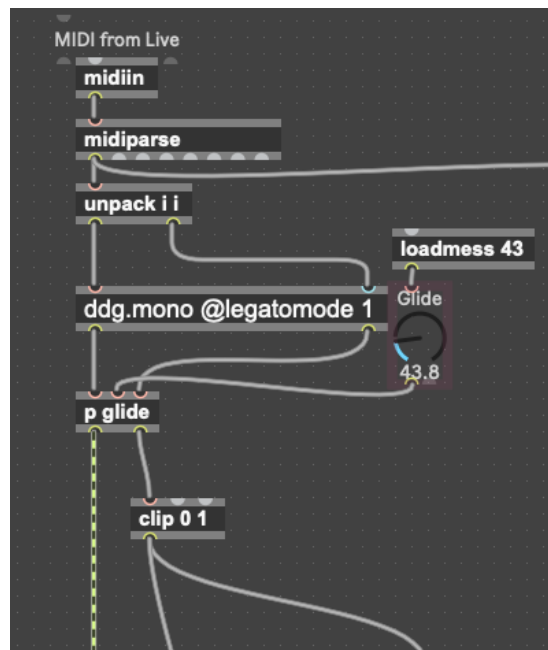 MIDI from Live
midiin
midiparse
unpack i i
loadmess 43
ddg.mono @legatomode 1
Glide
43.8
p glide
clip 0 1